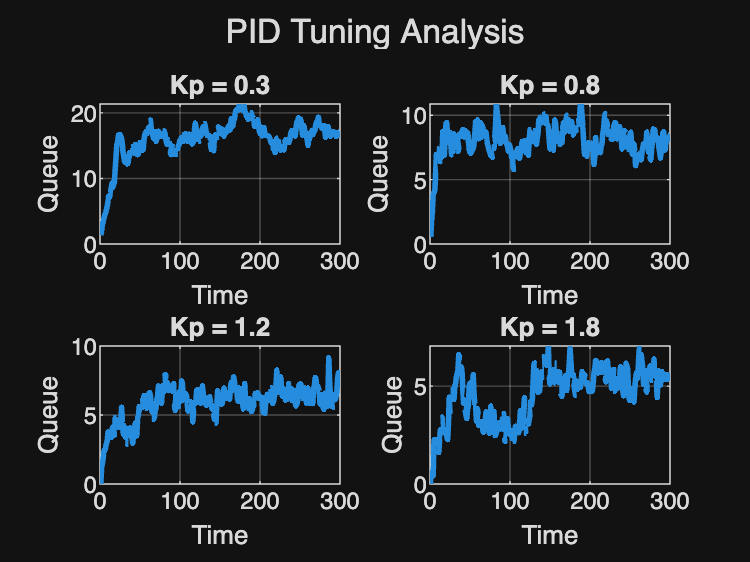 PID Tuning Analysis
Kp = 0.3
Queue
20
10
0
0 100 200 300
Time
Kp = 0.8
Queue
10
5
0
0 100 200 300
Time
Kp = 1.2
Queue
10
5
0
0 100 200 300
Time
Kp = 1.8
Queue
5
0
0 100 200 300
Time